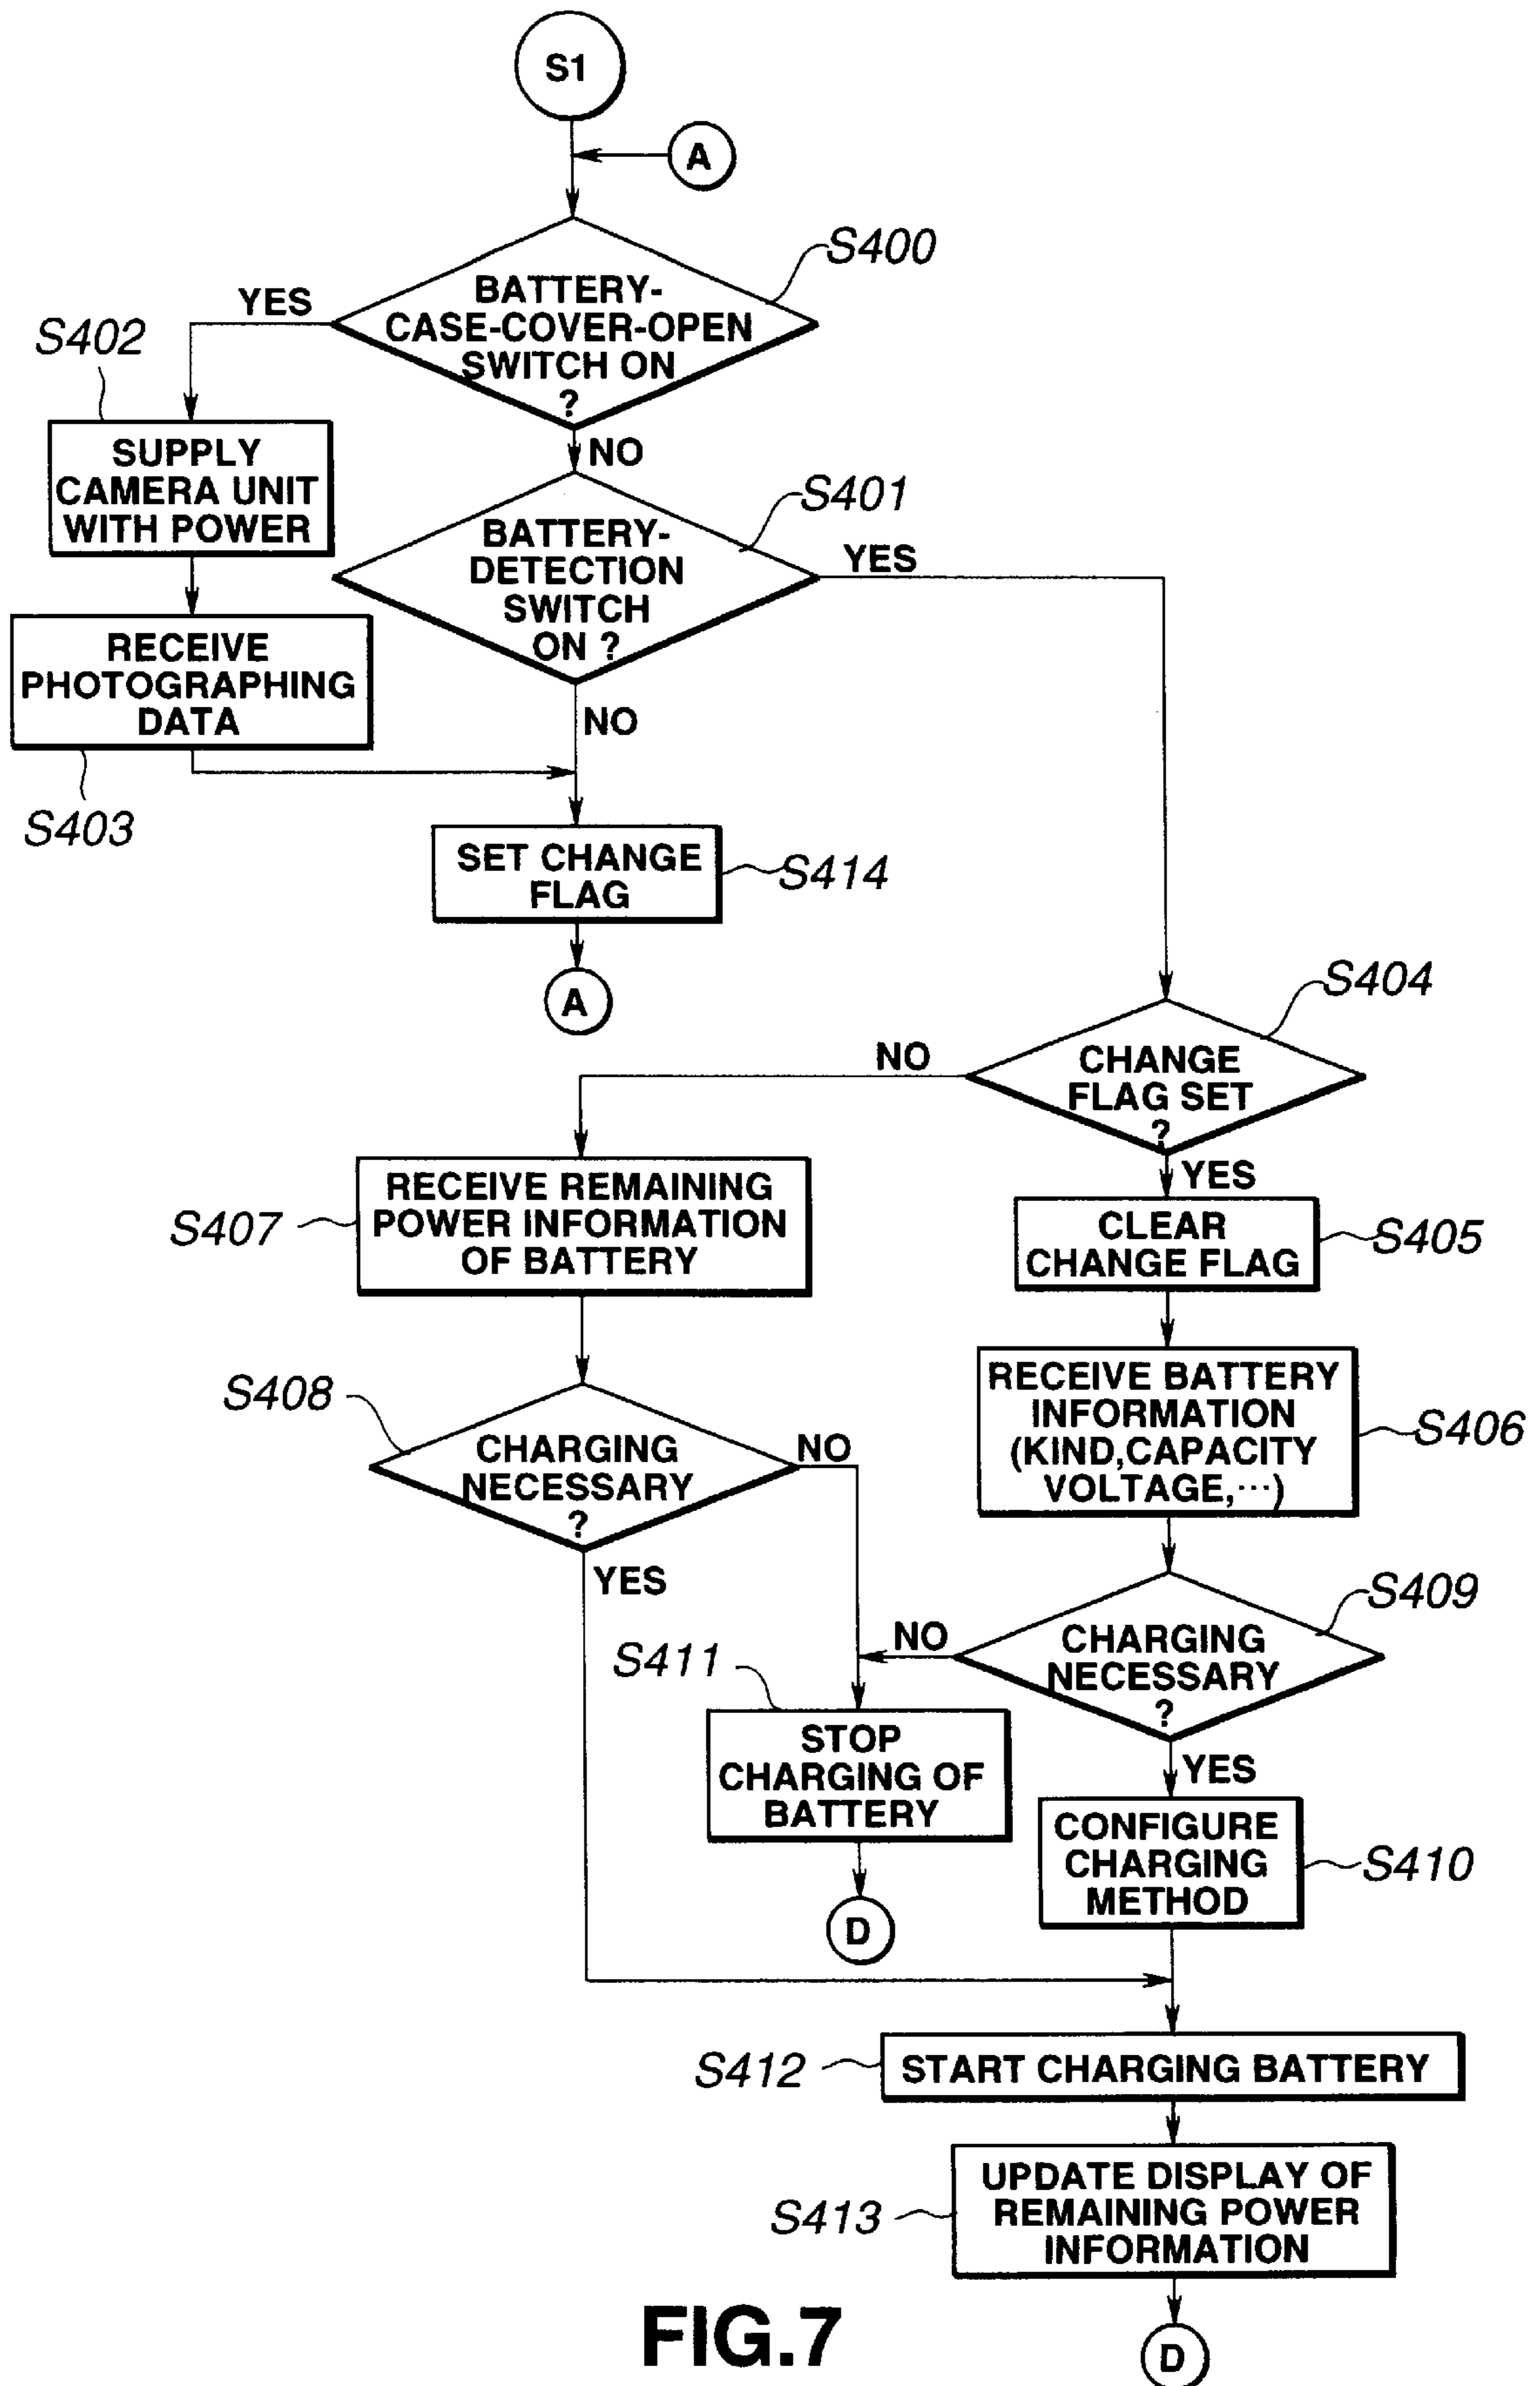 S1
A
S400
BATTERY-
CASE-COVER-OPEN
SWITCH ON
?
YES
NO
S402
SUPPLY
CAMERA UNIT
WITH POWER
S401
BATTERY-
DETECTION
SWITCH
ON ?
YES
NO
RECEIVE
PHOTOGRAPHING
DATA
S403
SET CHANGE
FLAG
S414
A
S404
CHANGE
FLAG SET
?
NO
YES
S407
RECEIVE REMAINING
POWER INFORMATION
OF BATTERY
CLEAR
CHANGE FLAG
S405
RECEIVE BATTERY
INFORMATION
(KIND,CAPACITY
VOLTAGE,···)
S406
S408
CHARGING
NECESSARY
?
NO
YES
S409
CHARGING
NECESSARY
?
NO
YES
S411
STOP
CHARGING OF
BATTERY
D
CONFIGURE
CHARGING
METHOD
S410
S412
START CHARGING BATTERY
S413
UPDATE DISPLAY OF
REMAINING POWER
INFORMATION
D
FIG.7